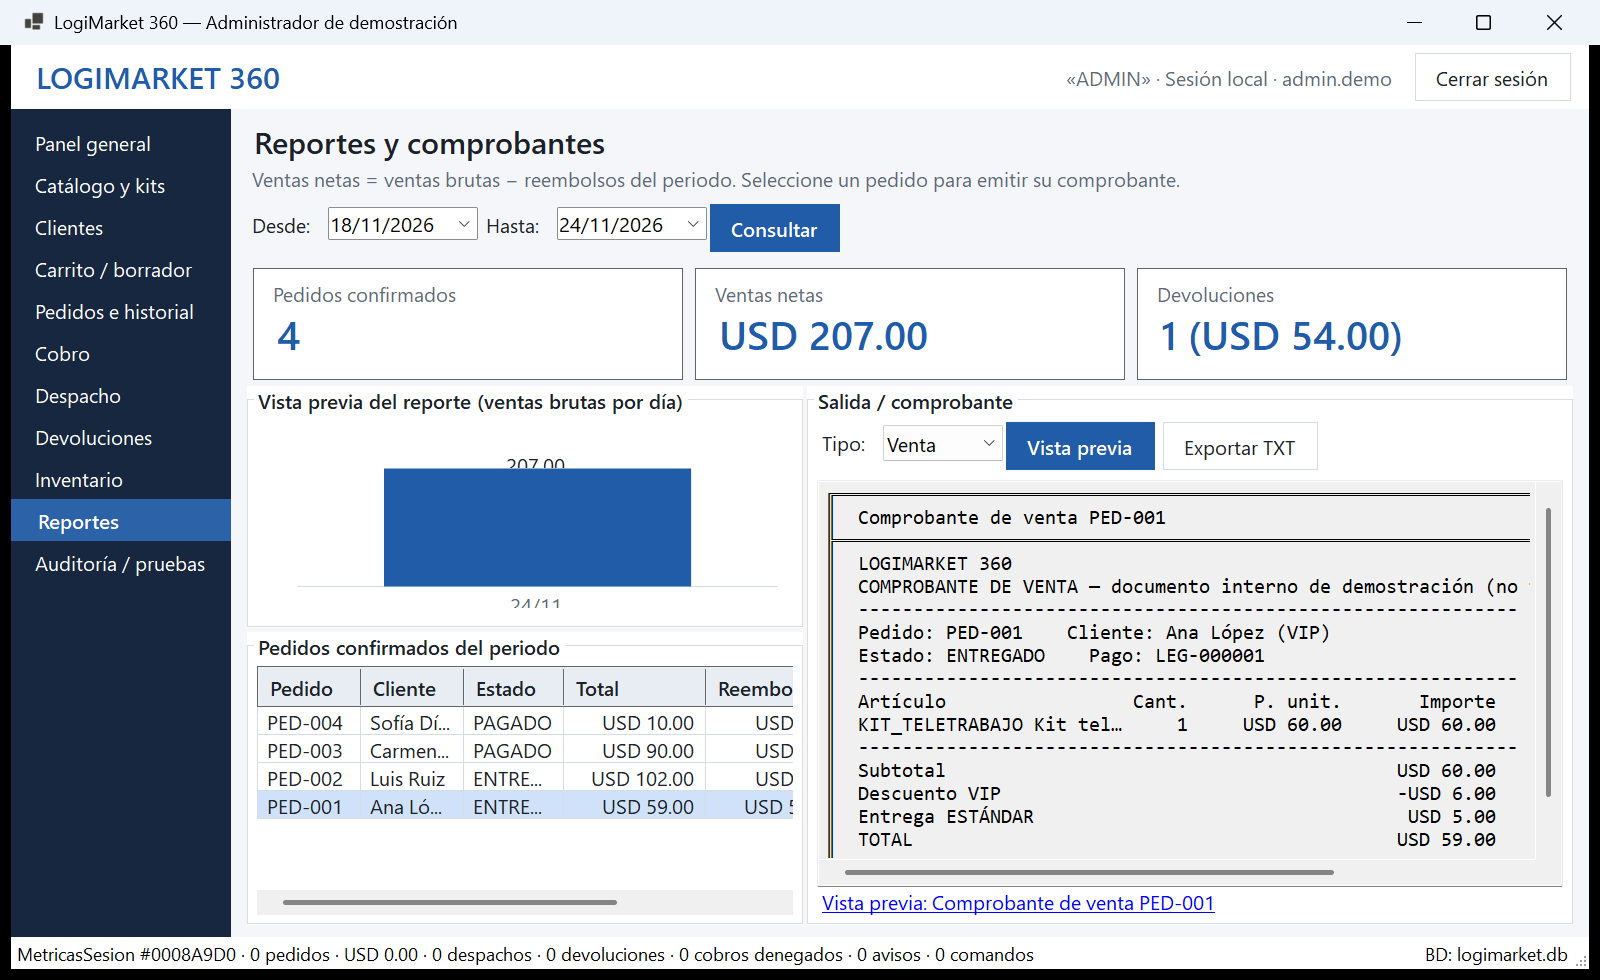 LogiMarket 360 — Administrador de demostración
LOGIMARKET 360
«ADMIN» · Sesión local · admin.demo
Cerrar sesión
Panel general
Catálogo y kits
Clientes
Carrito / borrador
Pedidos e historial
Cobro
Despacho
Devoluciones
Inventario
Reportes
Auditoría / pruebas
Reportes y comprobantes
Ventas netas = ventas brutas − reembolsos del periodo. Seleccione un pedido para emitir su comprobante.
Desde: 18/11/2026 Hasta: 24/11/2026 Consultar
Pedidos confirmados
4
Ventas netas
USD 207.00
Devoluciones
1 (USD 54.00)
Vista previa del reporte (ventas brutas por día)
207.00
24/11
Pedidos confirmados del periodo
Pedido Cliente Estado Total Reembo
PED-004 Sofía Dí... PAGADO USD 10.00 USD
PED-003 Carmen... PAGADO USD 90.00 USD
PED-002 Luis Ruiz ENTRE... USD 102.00 USD
PED-001 Ana Ló... ENTRE... USD 59.00 USD 5
Salida / comprobante
Tipo: Venta Vista previa Exportar TXT
Comprobante de venta PED-001
LOGIMARKET 360
COMPROBANTE DE VENTA — documento interno de demostración (no
------------------------------------------------------------
Pedido: PED-001 Cliente: Ana López (VIP)
Estado: ENTREGADO Pago: LEG-000001
------------------------------------------------------------
Artículo Cant. P. unit. Importe
KIT_TELETRABAJO Kit tel… 1 USD 60.00 USD 60.00
------------------------------------------------------------
Subtotal USD 60.00
Descuento VIP -USD 6.00
Entrega ESTÁNDAR USD 5.00
TOTAL USD 59.00
Vista previa: Comprobante de venta PED-001
MetricasSesion #0008A9D0 · 0 pedidos · USD 0.00 · 0 despachos · 0 devoluciones · 0 cobros denegados · 0 avisos · 0 comandos
BD: logimarket.db